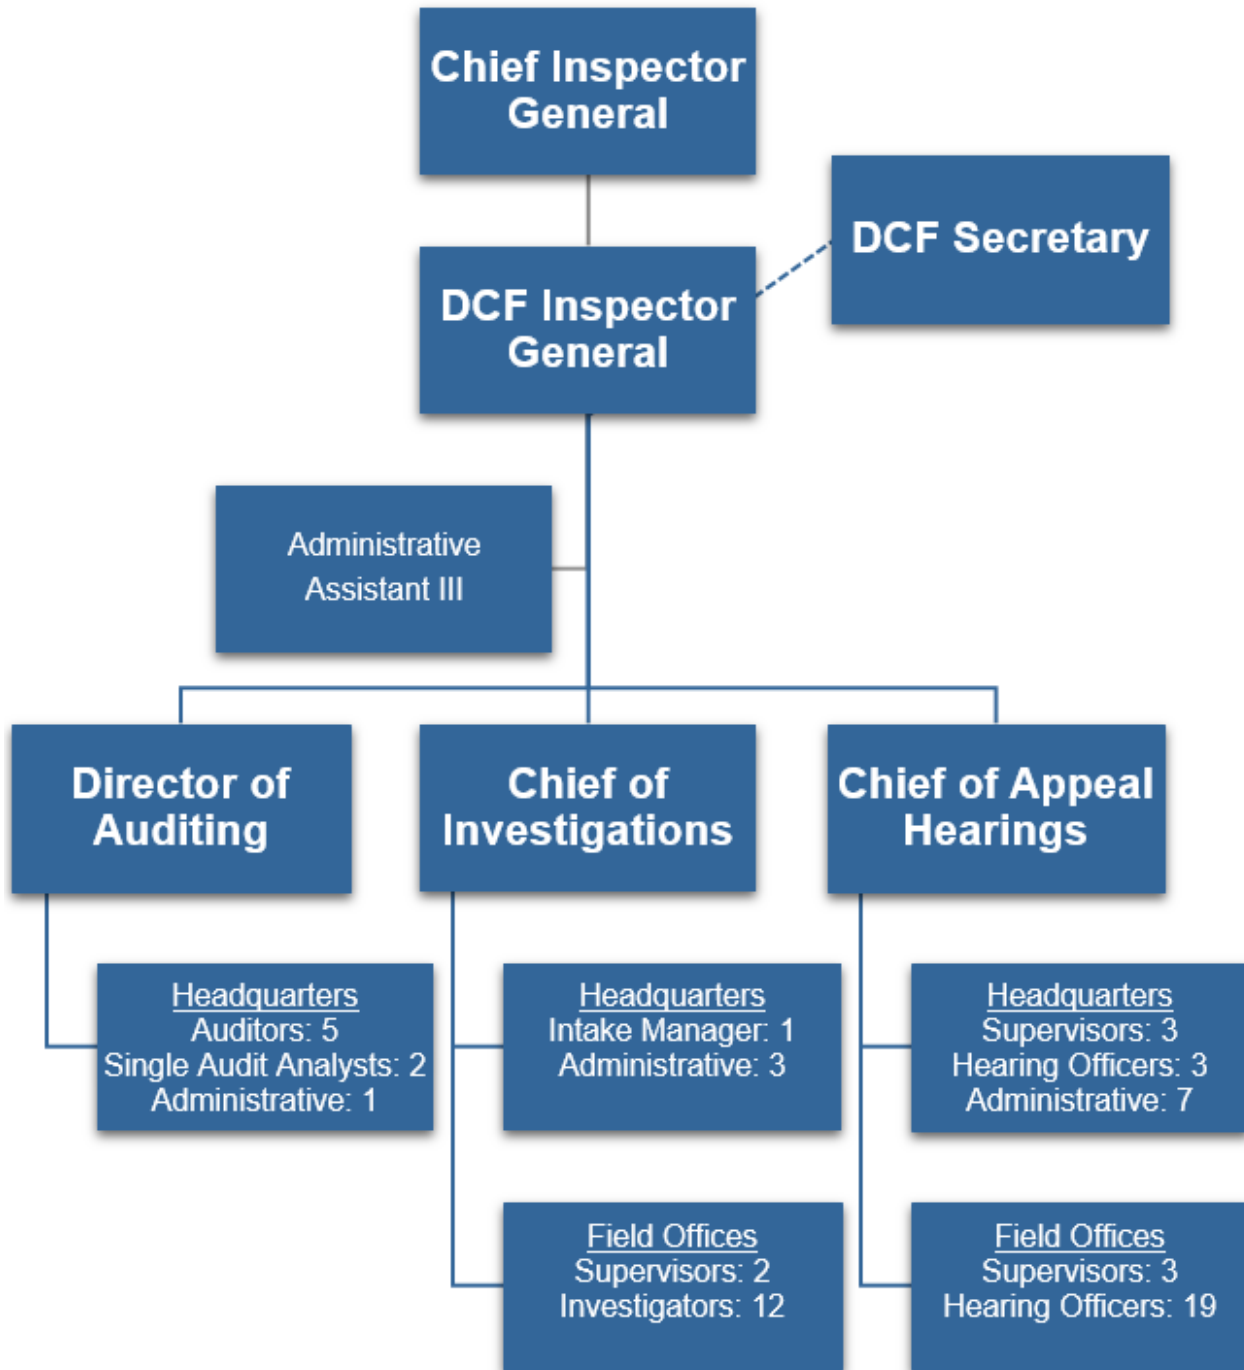 Chief Inspector
General
DCF Secretary
DCF Inspector
General
Administrative
Assistant III
Director of
Auditing
Chief of
Investigations
Chief of Appeal
Hearings
Headquarters
Auditors: 5
Single Audit Analysts: 2
Administrative: 1
Headquarters
Intake Manager: 1
Administrative: 3
Headquarters
Supervisors: 3
Hearing Officers: 3
Administrative: 7
Field Offices
Supervisors: 2
Investigators: 12
Field Offices
Supervisors: 3
Hearing Officers: 19